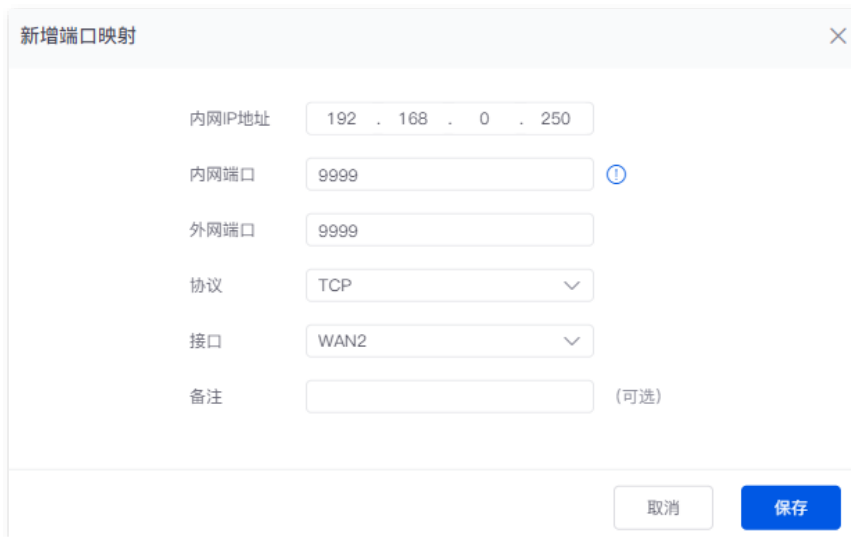 新增端口映射
内网IP地址 192 . 168 . 0 . 250
内网端口 9999
外网端口 9999
协议 TCP
接口 WAN2
备注 (可选)
取消 保存